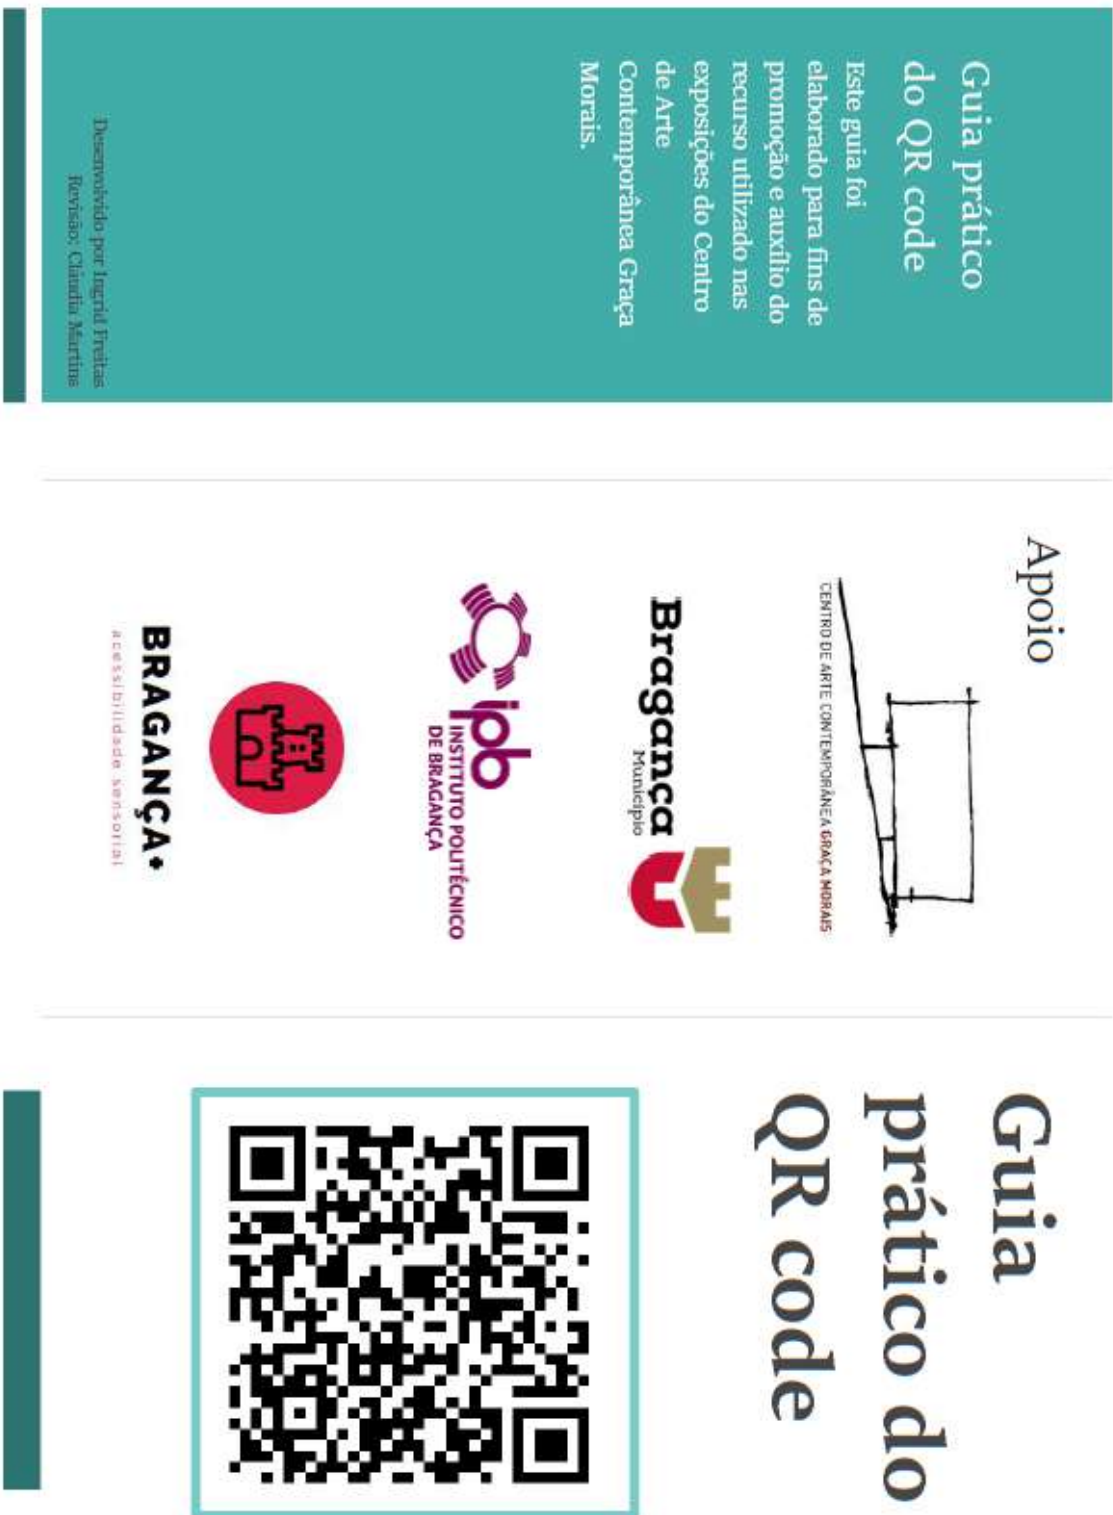 Guia prático
do QR code
Este guia foi
elaborado para fins de
promoção e auxílio do
recurso utilizado nas
exposições do Centro
de Arte
Contemporânea Graça
Morais.
Desenvolvido por Ingrid Freitas
Revisão; Cláudia Martins
Apoio
CENTRO DE ARTE CONTEMPORÂNEA GRAÇA MORAIS
Bragança
Município
ipb
INSTITUTO POLITÉCNICO
DE BRAGANÇA
BRAGANÇA+
acessibilidade sensorial
Guia
prático do
QR code